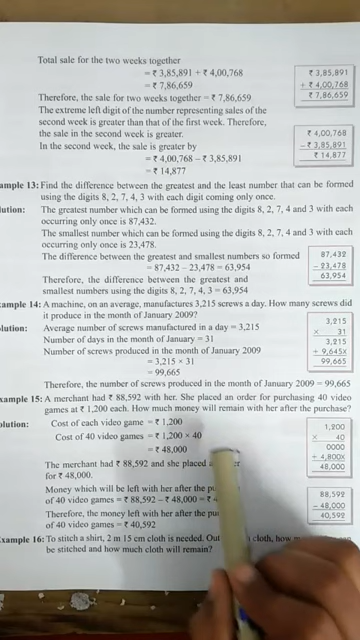 Total sale for the two weeks together
= ₹ 3,85,891 + ₹ 4,00,768
= ₹ 7,86,659
₹ 3,85,891
+ ₹ 4,00,768
₹ 7,86,659
Therefore, the sale for two weeks together = ₹ 7,86,659.
The extreme left digit of the number representing sales of the
second week is greater than that of the first week. Therefore,
the sale in the second week is greater.
In the second week, the sale is greater by
= ₹ 4,00,768 – ₹ 3,85,891
= ₹ 14,877
₹ 4,00,768
– ₹ 3,85,891
₹ 14,877
ample 13: Find the difference between the greatest and the least number that can be formed
using the digits 8, 2, 7, 4, 3 with each digit coming only once.
lution: The greatest number which can be formed using the digits 8, 2, 7, 4 and 3 with each
occurring only once is 87,432.
The smallest number which can be formed using the digits 8, 2, 7, 4 and 3 with each
occurring only once is 23,478.
The difference between the greatest and smallest numbers so formed
= 87,432 – 23,478 = 63,954
Therefore, the difference between the greatest and
smallest numbers using the digits 8, 2, 7, 4, 3 = 63,954
87,432
– 23,478
63,954
ample 14: A machine, on an average, manufactures 3,215 screws a day. How many screws did
it produce in the month of January 2009?
lution: Average number of screws manufactured in a day = 3,215
Number of days in the month of January = 31
Number of screws produced in the month of January 2009
= 3,215 × 31
= 99,665
3,215
× 31
3,215
+ 9,645×
99,665
Therefore, the number of screws produced in the month of January 2009 = 99,665
xample 15: A merchant had ₹ 88,592 with her. She placed an order for purchasing 40 video
games at ₹ 1,200 each. How much money will remain with her after the purchase?
olution: Cost of each video game = ₹ 1,200
Cost of 40 video games = ₹ 1,200 × 40
= ₹ 48,000
1,200
× 40
0000
+ 4,800X
48,000
The merchant had ₹ 88,592 and she placed
for ₹ 48,000.
Money which will be left with her after the
of 40 video games = ₹ 88,592 – ₹ 48,000 = ₹
Therefore, the money left with her after the
of 40 video games = ₹ 40,592
88,592
– 48,000
40,592
xample 16: To stitch a shirt, 2 m 15 cm cloth is needed. Out cloth, how
be stitched and how much cloth will remain?